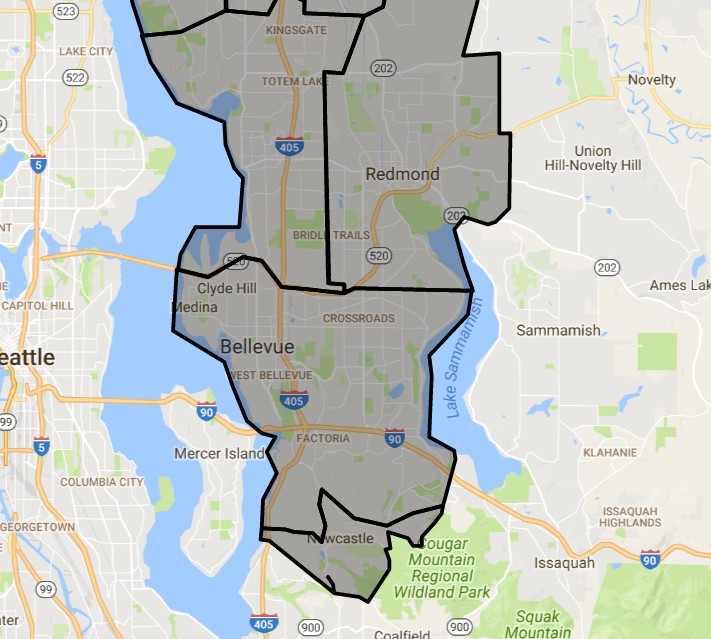 523
KINGSGATE
LAKE CITY
522
TOTEM LAKE
202
Novelty
405
5
Union
Hill-Novelty Hill
Redmond
202
BRIDLE TRAILS
520
520
202
Clyde Hill
Medina
CAPITOL HILL
Ames Lak
CROSSROADS
Sammamish
Lake Sammamish
Bellevue
eattle
WEST BELLEVUE
405
90
99
FACTORIA
90
5
Mercer Island
KLAHANIE
COLUMBIA CITY
ISSAQUAH
HIGHLANDS
GEORGETOWN
Newcastle
Cougar
Mountain
Regional
Wildland Park
90
Issaquah
99
405
900
900
Coalfield
Squak
Mountain